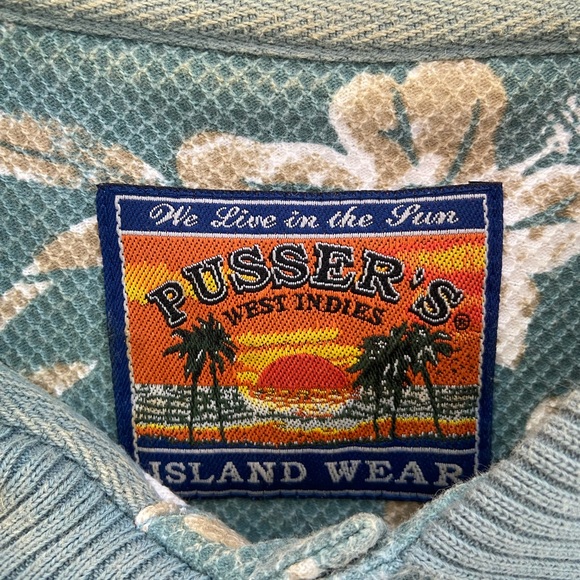 We Live in the Sun
PUSSER'S
WEST INDIES ®
ISLAND WEAR